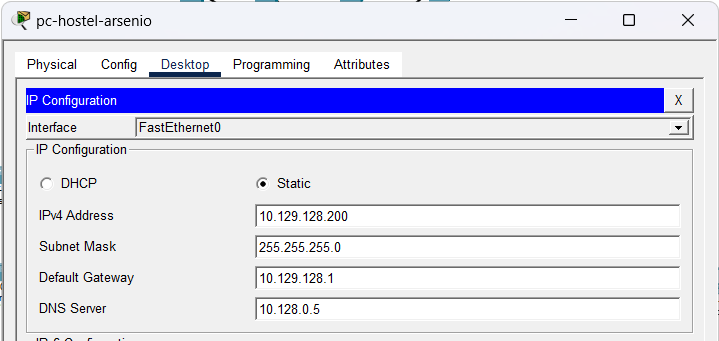 pc-hostel-arsenio
Physical Config Desktop Programming Attributes
IP Configuration X
Interface FastEthernet0
IP Configuration
DHCP Static
IPv4 Address 10.129.128.200
Subnet Mask 255.255.255.0
Default Gateway 10.129.128.1
DNS Server 10.128.0.5